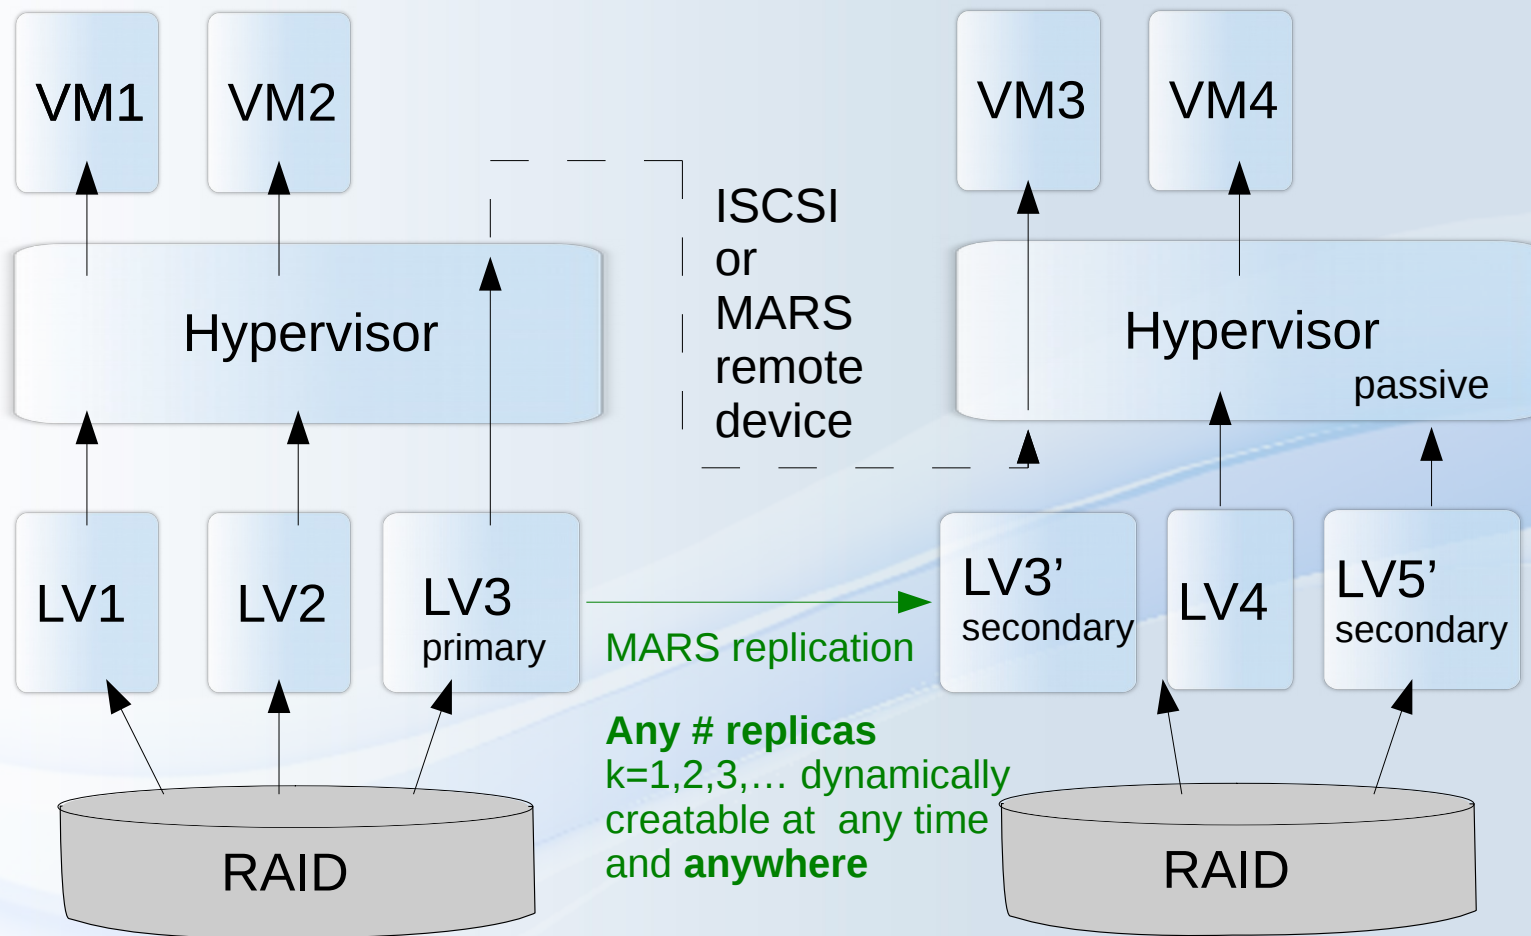 VM1
VM2
VM3
VM4
ISCSI
or
MARS
remote
device
Hypervisor
Hypervisor
passive
LV1
LV2
LV3
primary
LV3’
secondary
LV4
LV5’
secondary
MARS replication
Any # replicas
k=1,2,3,… dynamically
creatable at  any time
and anywhere
RAID
RAID